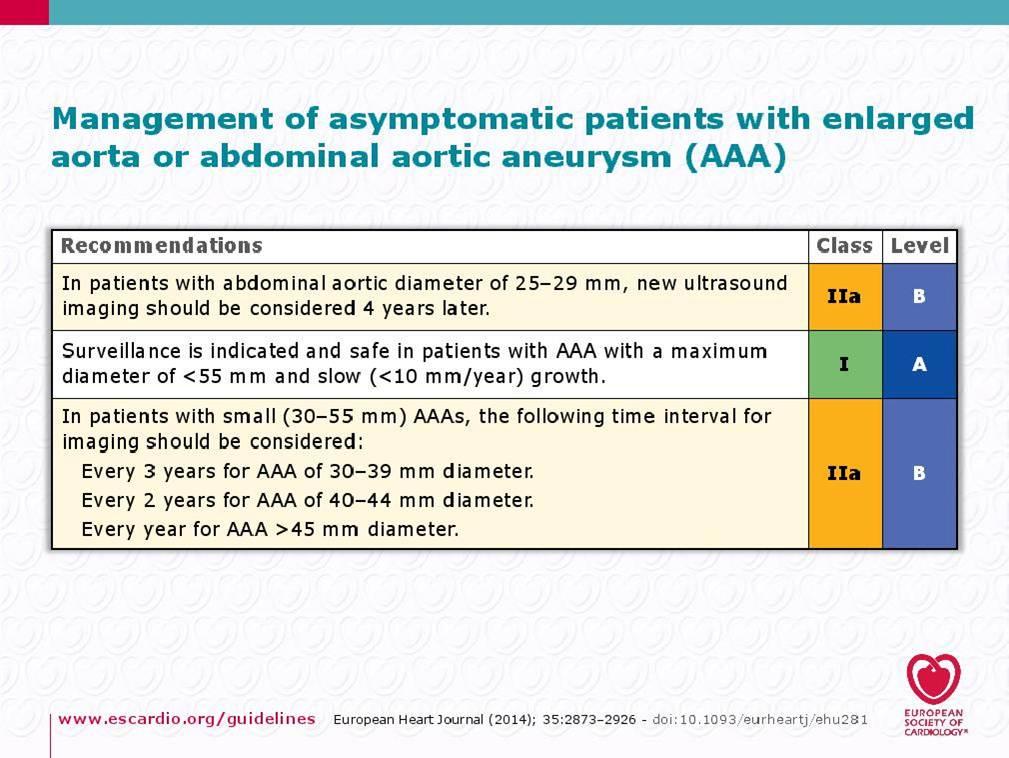 Management of asymptomatic patients with enlarged
aorta or abdominal aortic aneurysm (AAA)
Recommendations Class Level
In patients with abdominal aortic diameter of 25–29 mm, new ultrasound
imaging should be considered 4 years later.
IIa B
Surveillance is indicated and safe in patients with AAA with a maximum
diameter of <55 mm and slow (<10 mm/year) growth.
I A
In patients with small (30–55 mm) AAAs, the following time interval for
imaging should be considered:
Every 3 years for AAA of 30–39 mm diameter.
Every 2 years for AAA of 40–44 mm diameter.
Every year for AAA >45 mm diameter.
IIa B
www.escardio.org/guidelines European Heart Journal (2014); 35:2873–2926 - doi:10.1093/eurheartj/ehu281
EUROPEAN
SOCIETY OF
CARDIOLOGY®